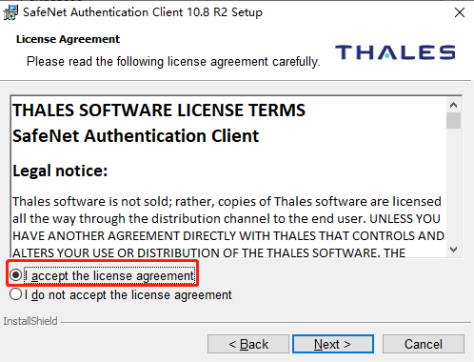 SafeNet Authentication Client 10.8 R2 Setup
License Agreement
Please read the following license agreement carefully.
THALES
THALES SOFTWARE LICENSE TERMS
SafeNet Authentication Client
Legal notice:
Thales software is not sold; rather, copies of Thales software are licensed
all the way through the distribution channel to the end user. UNLESS YOU
HAVE ANOTHER AGREEMENT DIRECTLY WITH THALES THAT CONTROLS AND
ALTERS YOUR USE OR DISTRIBUTION OF THE THALES SOFTWARE, THE
I accept the license agreement
I do not accept the license agreement
InstallShield
< Back
Next >
Cancel